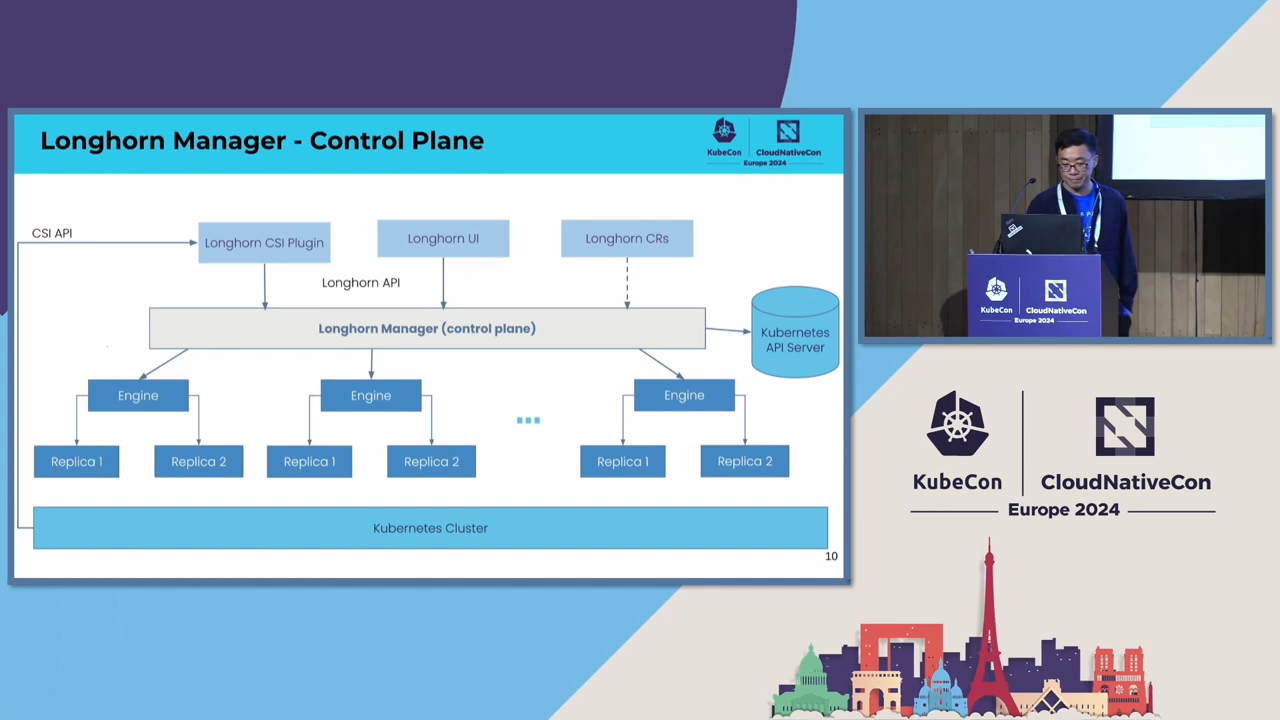 Longhorn Manager - Control Plane
KubeCon
CloudNativeCon
Europe 2024
CSI API
Longhorn CSI Plugin
Longhorn UI
Longhorn CRs
Longhorn API
Longhorn Manager (control plane)
Kubernetes
API Server
Engine
Engine
Engine
Replica 1
Replica 2
Replica 1
Replica 2
Replica 1
Replica 2
Kubernetes Cluster
10
KubeCon
CloudNativeCon
Europe 2024
KubeCon
CloudNativeCon
Europe 2024